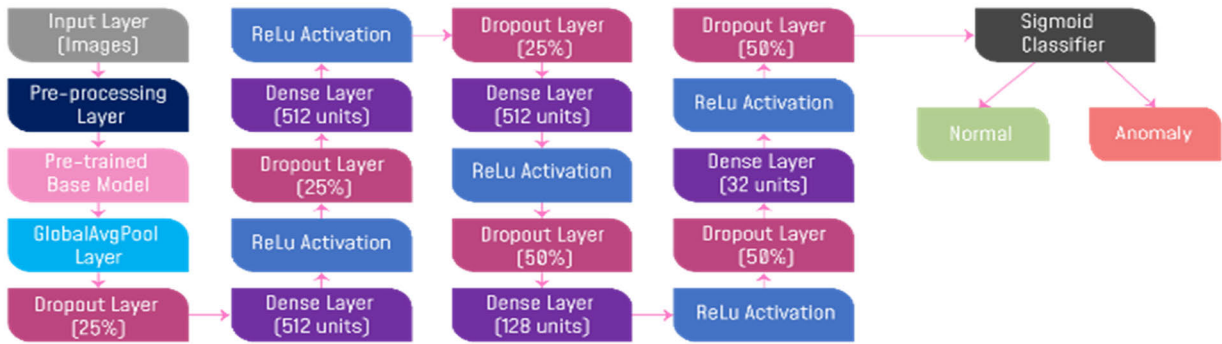 Input Layer
(Images)
Pre-processing
Layer
Pre-trained
Base Model
GlobalAvgPool
Layer
Dropout Layer
(25%)
Dense Layer
(512 units)
ReLu Activation
Dropout Layer
(25%)
Dense Layer
(512 units)
ReLu Activation
Dropout Layer
(25%)
Dense Layer
(512 units)
ReLu Activation
Dropout Layer
(50%)
Dense Layer
(128 units)
ReLu Activation
Dropout Layer
(50%)
Dense Layer
(32 units)
ReLu Activation
Dropout Layer
(50%)
Sigmoid
Classifier
Normal
Anomaly